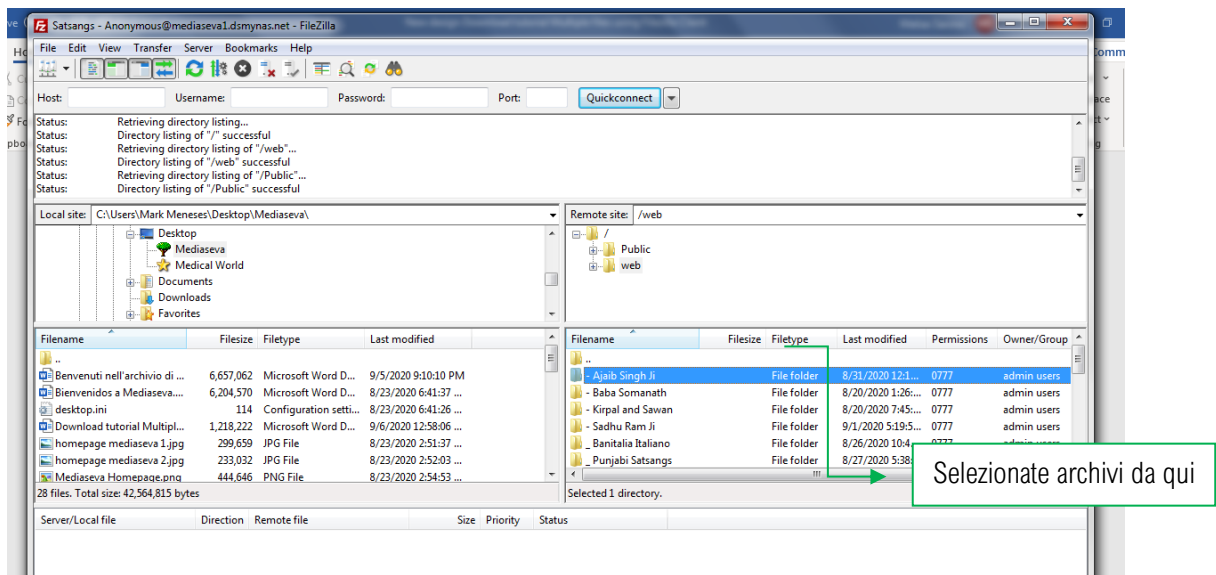 Satsangs - Anonymous@mediaseva1.dsmynas.net - FileZilla
File Edit View Transfer Server Bookmarks Help
Host: Username: Password: Port: Quickconnect
Status: Retrieving directory listing...
Status: Directory listing of "/" successful
Status: Retrieving directory listing of "/web"...
Status: Directory listing of "/web" successful
Status: Retrieving directory listing of "/Public"...
Status: Directory listing of "/Public" successful
Local site: C:\Users\Mark Meneses\Desktop\Mediaseva\
Desktop
Mediaseva
Medical World
Documents
Downloads
Favorites
Remote site: /web
/
Public
web
Filename Filesize Filetype Last modified
..
Benvenuti nell'archivio di ... 6,657,062 Microsoft Word D... 9/5/2020 9:10:10 PM
Bienvenidos a Mediaseva.... 6,204,570 Microsoft Word D... 8/23/2020 6:41:37 ...
desktop.ini 114 Configuration setti... 8/23/2020 6:41:26 ...
Download tutorial Multipl... 1,218,222 Microsoft Word D... 9/6/2020 12:58:06 ...
homepage mediaseva 1.jpg 299,659 JPG File 8/23/2020 2:51:37 ...
homepage mediaseva 2.jpg 233,032 JPG File 8/23/2020 2:52:03 ...
Mediaseva Homepage.png 444,646 PNG File 8/23/2020 2:54:53 ...
28 files. Total size: 42,564,815 bytes
Filename Filesize Filetype Last modified Permissions Owner/Group
..
- Ajaib Singh Ji File folder 8/31/2020 12:1... 0777 admin users
- Baba Somanath File folder 8/20/2020 1:26:... 0777 admin users
- Kirpal and Sawan File folder 8/20/2020 7:45:... 0777 admin users
- Sadhu Ram Ji File folder 9/1/2020 5:19:5... 0777 admin users
_ Banitalia Italiano File folder 8/26/2020 10:4... 0777 admin users
_ Punjabi Satsangs File folder 8/27/2020 5:38:
Selected 1 directory.
Selezionate archivi da qui
Server/Local file Direction Remote file Size Priority Status